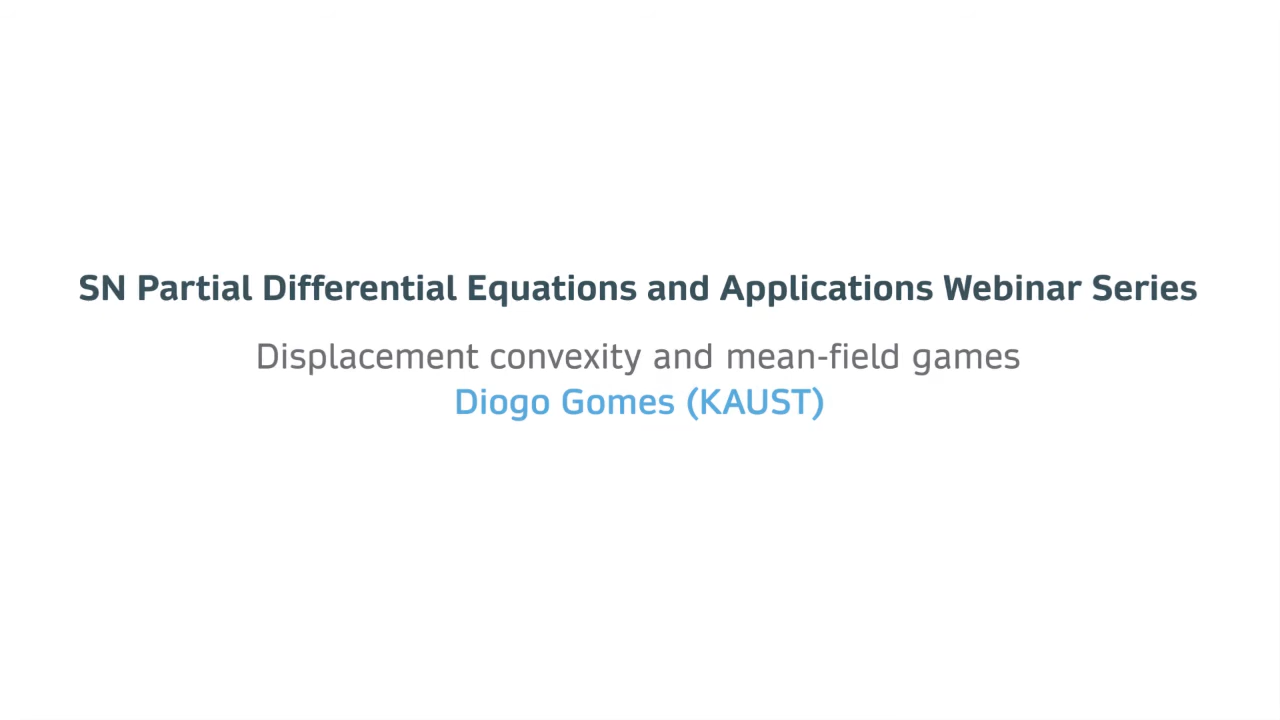 SN Partial Differential Equations and Applications Webinar Series
Displacement convexity and mean-field games
Diogo Gomes (KAUST)